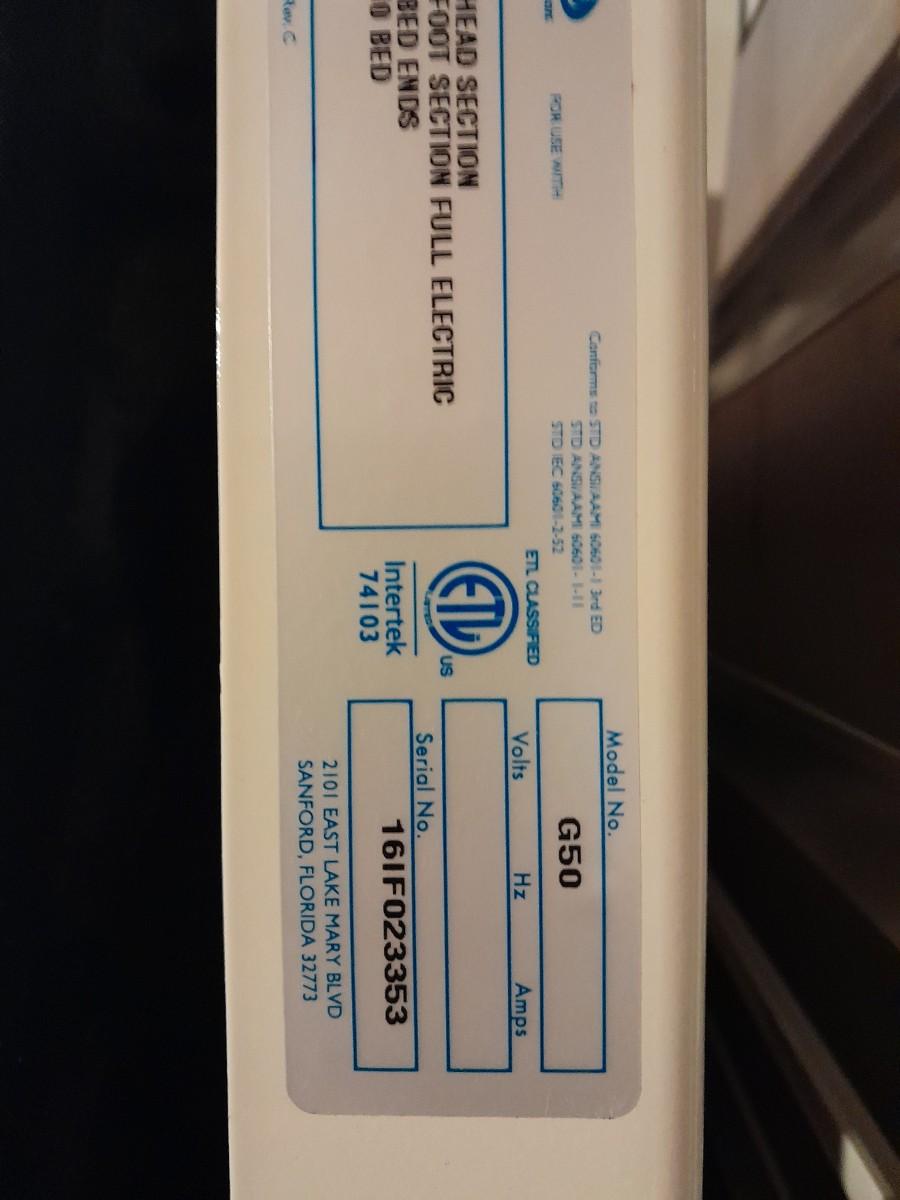 FOR USE WITH:
HEAD SECTION
FOOT SECTION FULL ELECTRIC
BED ENDS
BED
Rev. C
Conforms to: STD ANSI/AAMI 60601-1 3rd ED
STD ANSI/AAMI 60601- 1-11
STD IEC 60601-2-52
ETL CLASSIFIED
ETL
LISTED
US
Intertek
74103
Model No.
G50
Volts Hz Amps
Serial No.
16IF023353
2101 EAST LAKE MARY BLVD
SANFORD, FLORIDA 32773